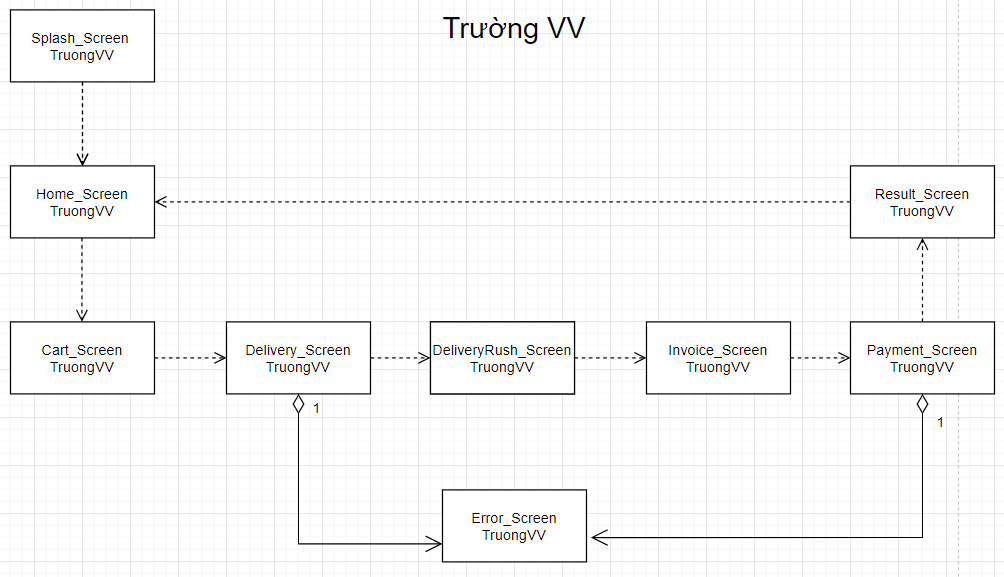 Trường VV
Splash_Screen
TruongVV
Home_Screen
TruongVV
Result_Screen
TruongVV
Cart_Screen
TruongVV
Delivery_Screen
TruongVV
DeliveryRush_Screen
TruongVV
Invoice_Screen
TruongVV
Payment_Screen
TruongVV
1
1
Error_Screen
TruongVV